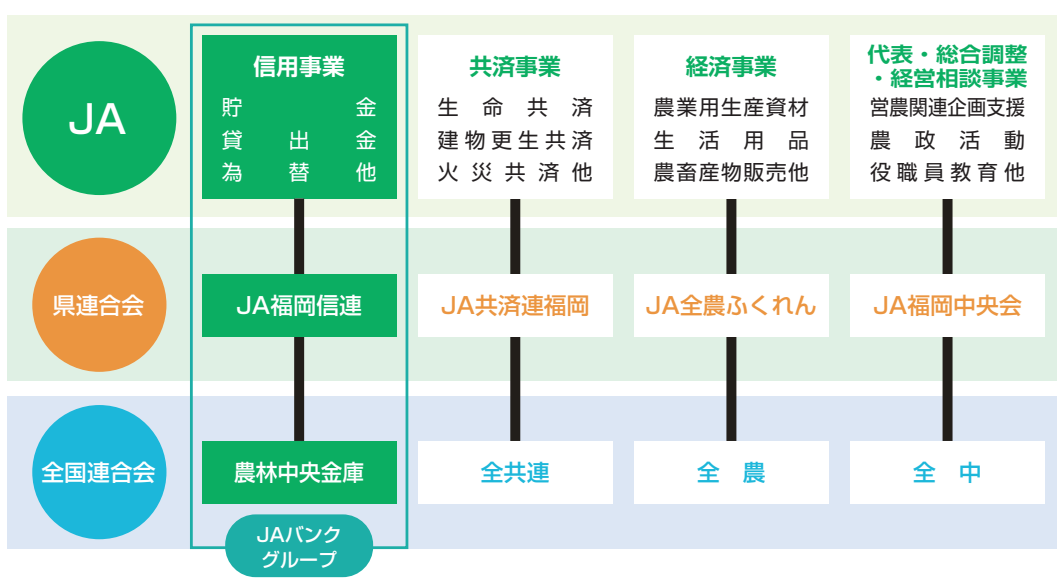 JA
信用事業
貯金
貸出金
為替他
共済事業
生命共済
建物更生共済
火災共済他
経済事業
農業用生産資材
生活用品
農畜産物販売他
代表・総合調整
・経営相談事業
営農関連企画支援
農政活動
役職員教育他
県連合会
JA福岡信連
JA共済連福岡
JA全農ふくれん
JA福岡中央会
全国連合会
農林中央金庫
全共連
全 農
全 中
JAバンク
グループ